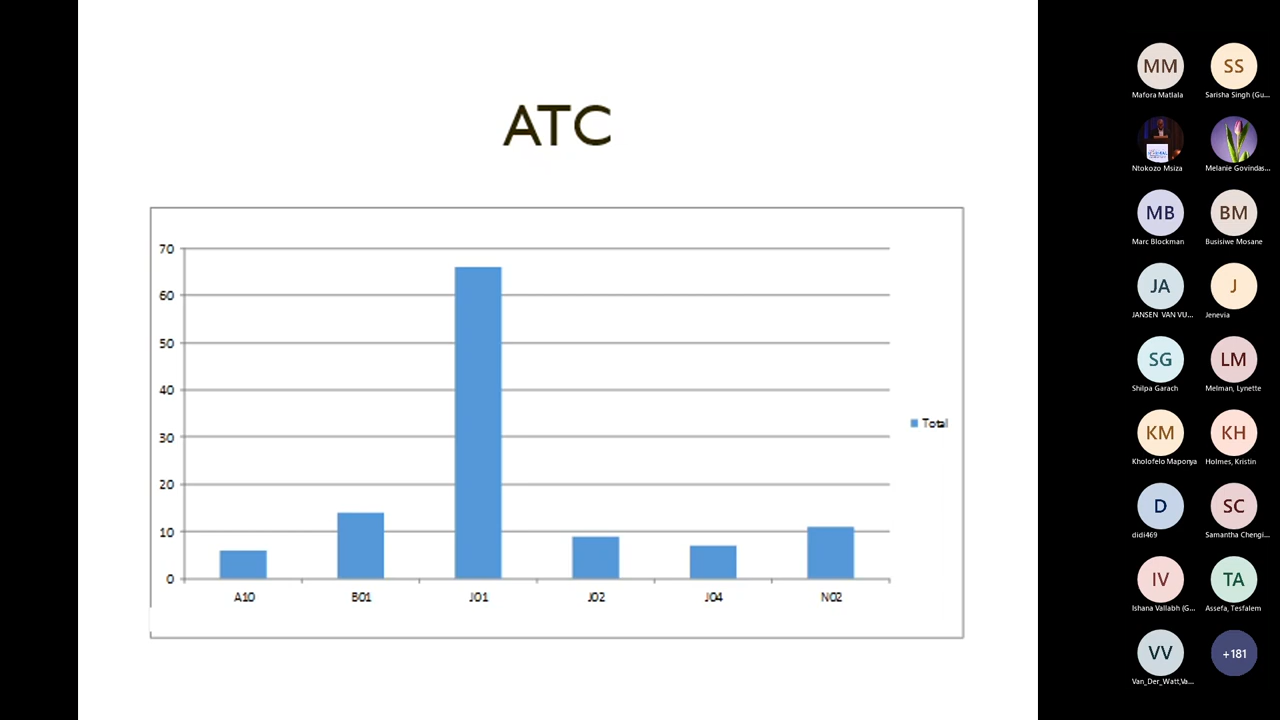 ATC
70
60
50
40
30
20
10
0
A10
B01
J01
J02
J04
N02
Total
MM
Mafora Matlala
SS
Sarisha Singh (Gu...
Ntokozo Msiza
Melanie Govindas...
MB
Marc Blockman
BM
Busisiwe Mosane
JA
JANSEN VAN VU...
J
Jenevia
SG
Shilpa Garach
LM
Melman, Lynette
KM
Kholofelo Maponya
KH
Holmes, Kristin
D
didi469
SC
Samantha Chengi...
IV
Ishana Vallabh (G...
TA
Assefa, Tesfalem
VV
Van_Der_Watt,Va...
+181